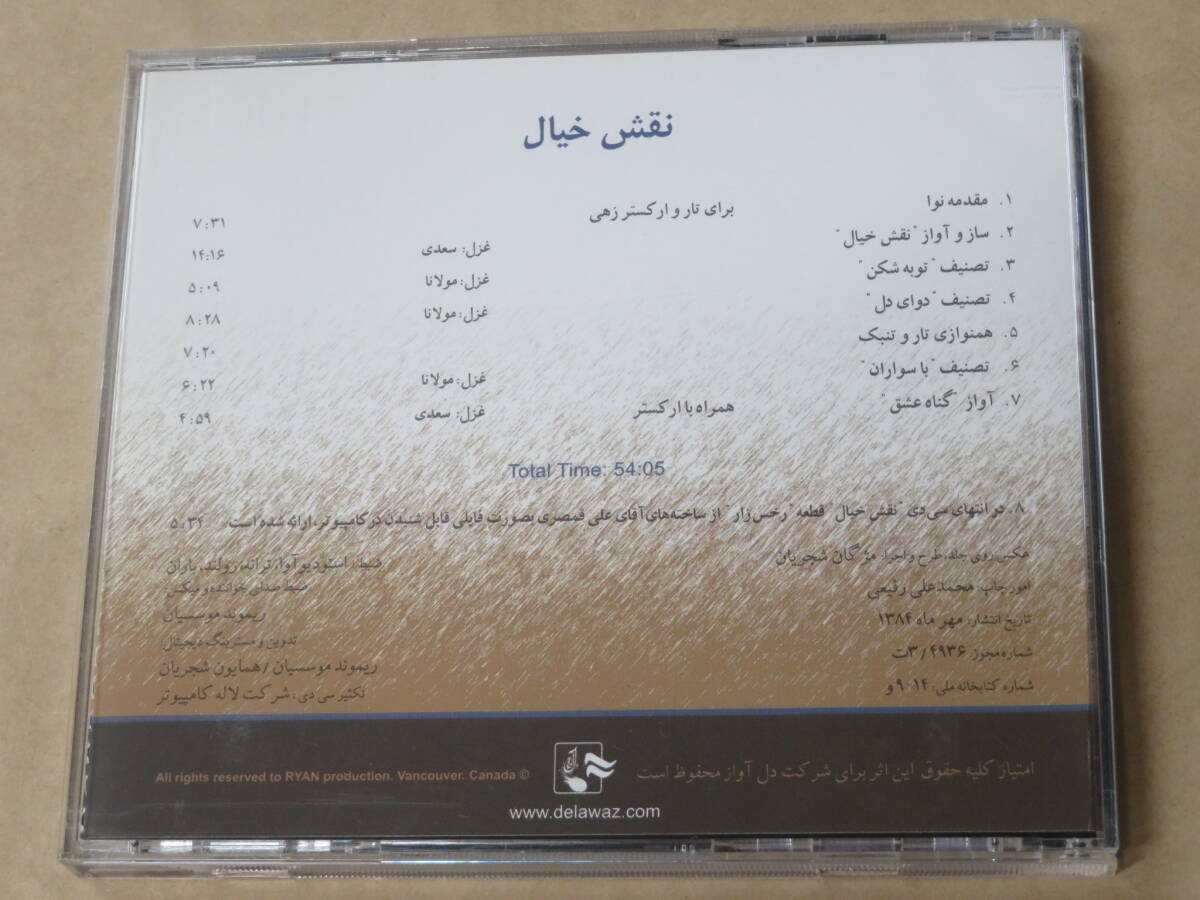 نقش خیال
۱. مقدمه نوا برای تار و ارکستر زهی ۷:۳۱
۲. ساز و آواز "نقش خیال" غزل: سعدی ۱۴:۱۶
۳. تصنیف "توبه شکن" غزل: مولانا ۵:۰۹
۴. تصنیف "دوای دل" غزل: مولانا ۸:۲۸
۵. همنوازی تار و تنبک ۷:۲۰
۶. تصنیف "با سواران" غزل: مولانا ۶:۲۲
۷. آواز "گناه عشق" همراه با ارکستر غزل: سعدی ۴:۵۹
Total Time: 54:05
۸. در انتهای سی‌دی "نقش خیال" قطعه "رخس زار" از ساخته‌های آقای علی قمصری بصورت فایلی قابل شنیدن در کامپیوتر، ارائه شده است ۵:۳۴
عکس روی جلد، طرح و اجرا: مژگان شجریان
امور چاپ: محمدعلی رفیعی
تاریخ انتشار: مهر ماه ۱۳۸۴
شماره مجوز: ۴۹۳۶/۳ت
شماره کتابخانه ملی: ۹۰۱۴و
ضبط: استودیو آوا، ترانه، رولند، باران
ضبط صدای خواننده و میکس:
ریموند موسسیان
تدوین و مسترینگ دیجیتال:
ریموند موسسیان / همایون شجریان
تکثیر سی دی: شرکت لاله کامپیوتر
امتیاز کلیه حقوق این اثر برای شرکت دل آواز محفوظ است
All rights reserved to RYAN production. Vancouver. Canada ©
www.delawaz.com